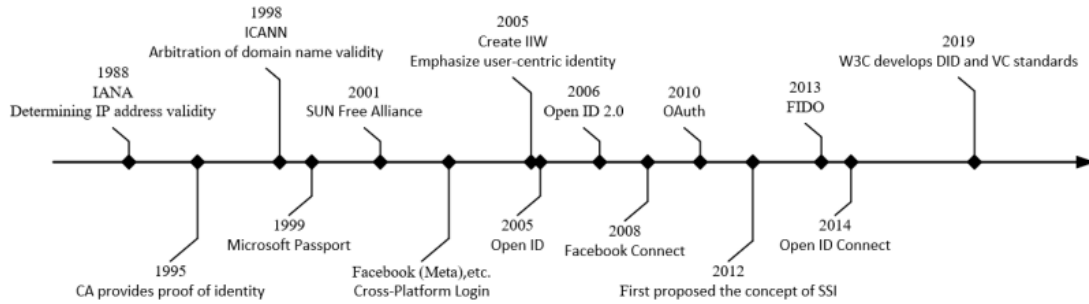 1988
IANA
Determining IP address validity
1995
CA provides proof of identity
1998
ICANN
Arbitration of domain name validity
1999
Microsoft Passport
2001
SUN Free Alliance
Facebook (Meta),etc.
Cross-Platform Login
2005
Create IIW
Emphasize user-centric identity
2005
Open ID
2006
Open ID 2.0
2008
Facebook Connect
2010
OAuth
2012
First proposed the concept of SSI
2013
FIDO
2014
Open ID Connect
2019
W3C develops DID and VC standards